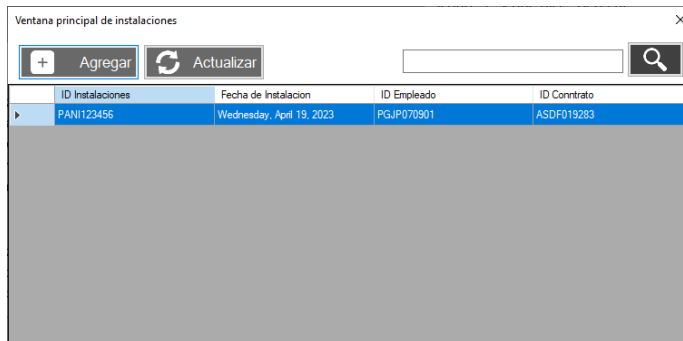 Ventana principal de instalaciones
Agregar Actualizar
ID Instalaciones Fecha de Instalacion ID Empleado ID Conntrato
PANI123456 Wednesday, April 19, 2023 PGJP070901 ASDF019283